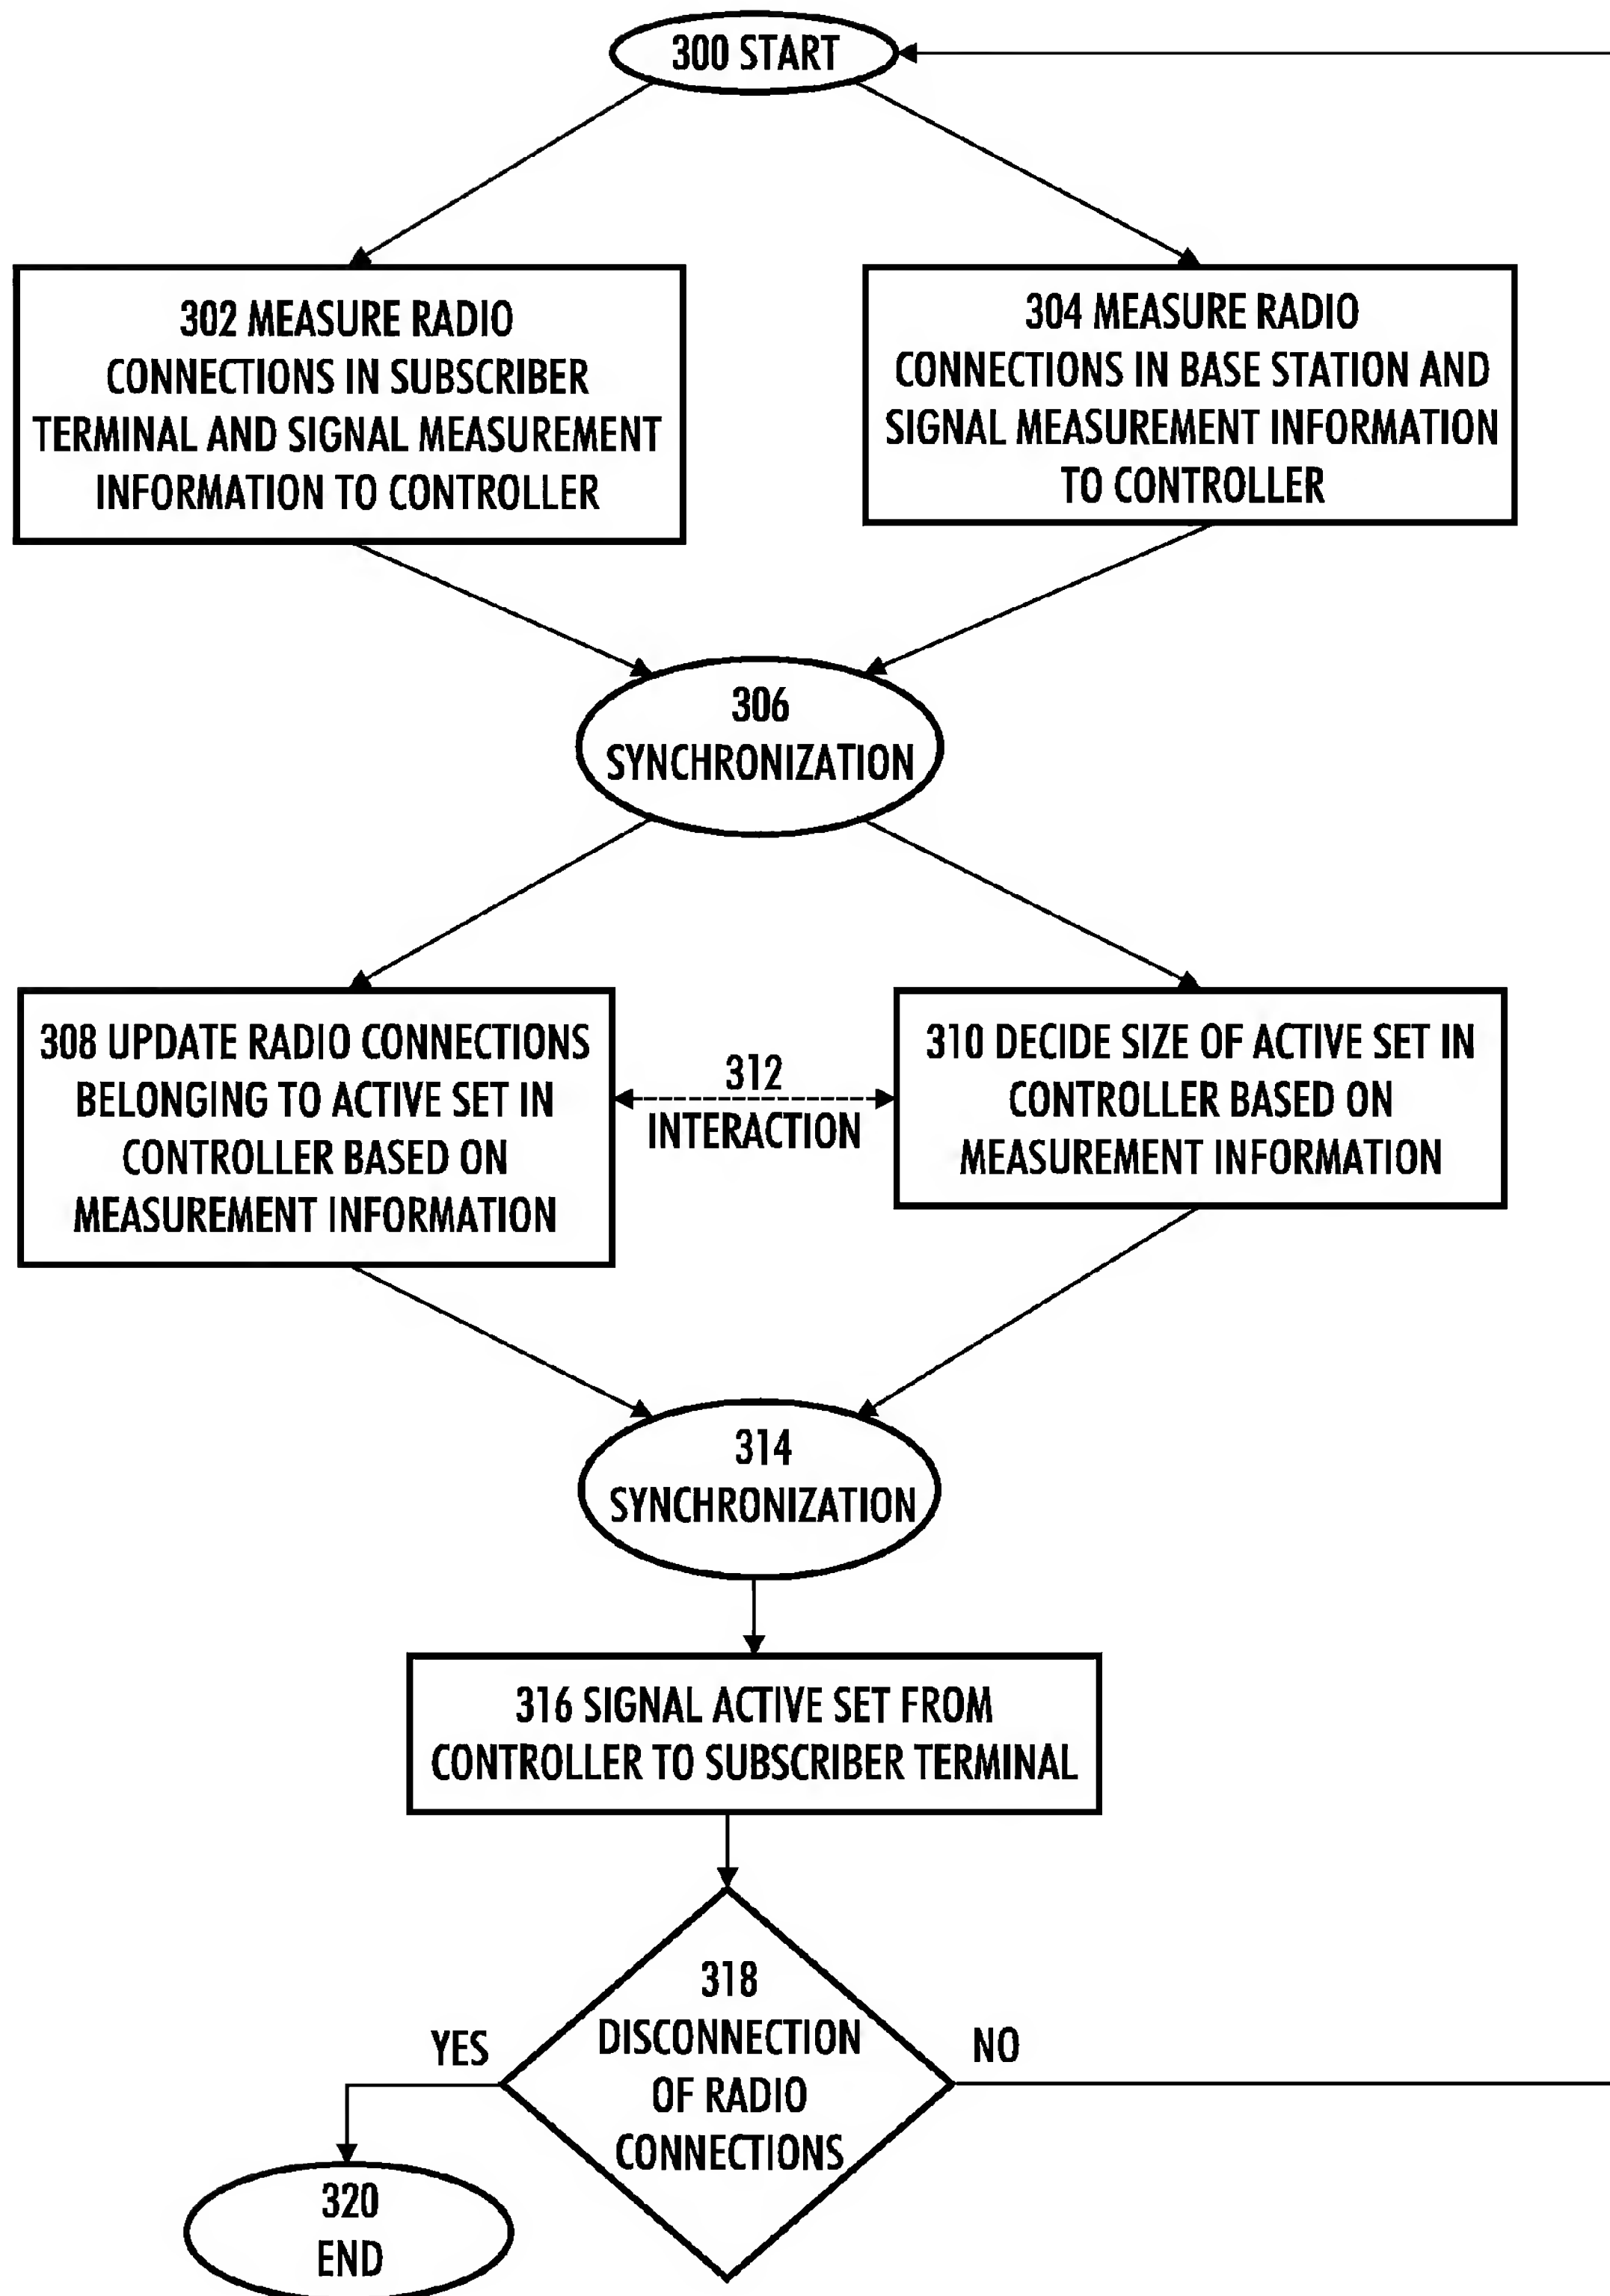 300 START
302 MEASURE RADIO
CONNECTIONS IN SUBSCRIBER
TERMINAL AND SIGNAL MEASUREMENT
INFORMATION TO CONTROLLER
304 MEASURE RADIO
CONNECTIONS IN BASE STATION AND
SIGNAL MEASUREMENT INFORMATION
TO CONTROLLER
306
SYNCHRONIZATION
308 UPDATE RADIO CONNECTIONS
BELONGING TO ACTIVE SET IN
CONTROLLER BASED ON
MEASUREMENT INFORMATION
312
INTERACTION
310 DECIDE SIZE OF ACTIVE SET IN
CONTROLLER BASED ON
MEASUREMENT INFORMATION
314
SYNCHRONIZATION
316 SIGNAL ACTIVE SET FROM
CONTROLLER TO SUBSCRIBER TERMINAL
318
DISCONNECTION
OF RADIO
CONNECTIONS
YES
NO
320
END